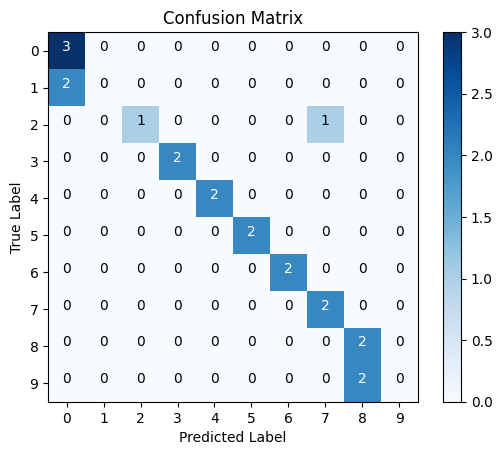 Confusion Matrix
0 3 0 0 0 0 0 0 0 0 0 3.0
1 2 0 0 0 0 0 0 0 0 0
2.5
2 0 0 1 0 0 0 0 1 0 0
3 0 0 0 2 0 0 0 0 0 0
2.0
4 0 0 0 0 2 0 0 0 0 0
True Label
1.5
5 0 0 0 0 0 2 0 0 0 0
6 0 0 0 0 0 0 2 0 0 0
1.0
7 0 0 0 0 0 0 0 2 0 0
8 0 0 0 0 0 0 0 0 2 0
0.5
9 0 0 0 0 0 0 0 0 2 0
0.0
0 1 2 3 4 5 6 7 8 9
Predicted Label